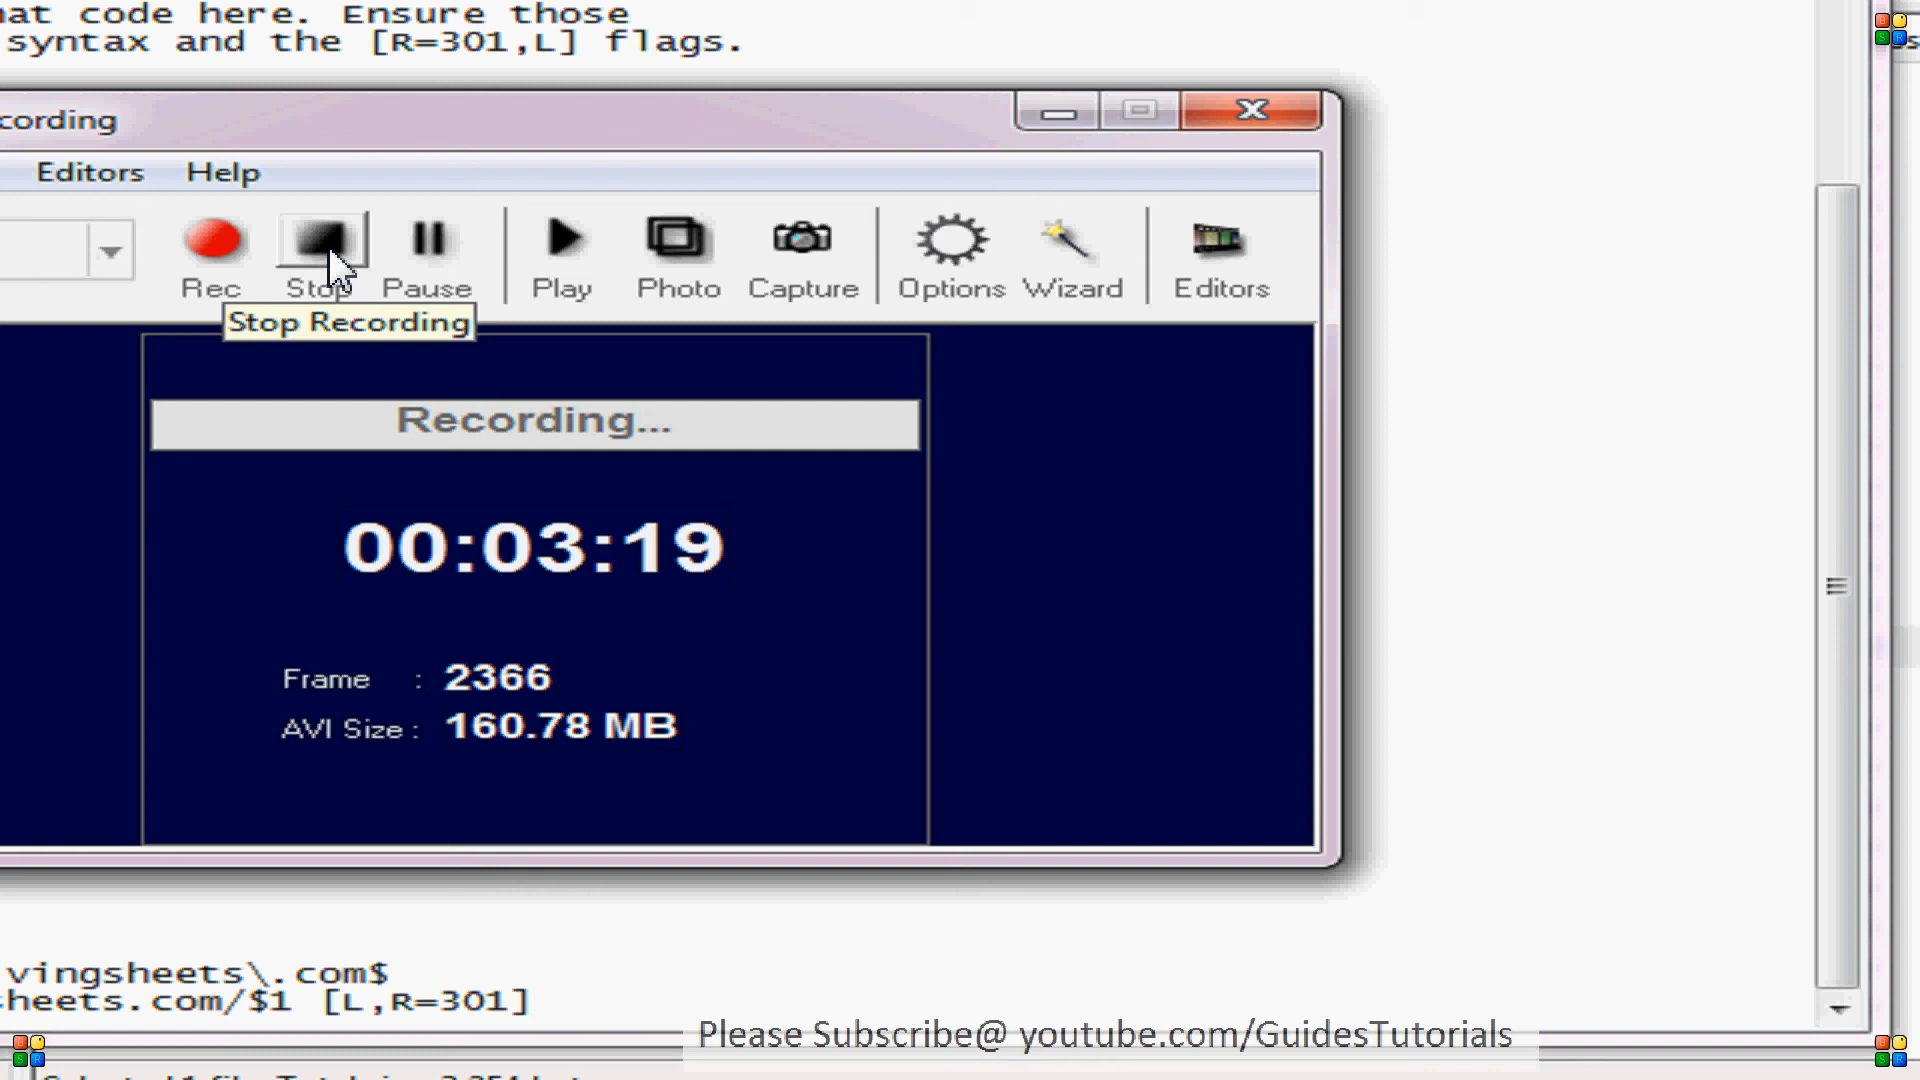 hat code here. Ensure those
syntax and the [R=301,L] flags.
cording
Editors Help
Rec Stop Pause Play Photo Capture Options Wizard Editors
Stop Recording
Recording...
00:03:19
Frame : 2366
AVI Size : 160.78 MB
vingsheets\.com$
sheets.com/$1 [L,R=301]
Please Subscribe@ youtube.com/GuidesTutorials